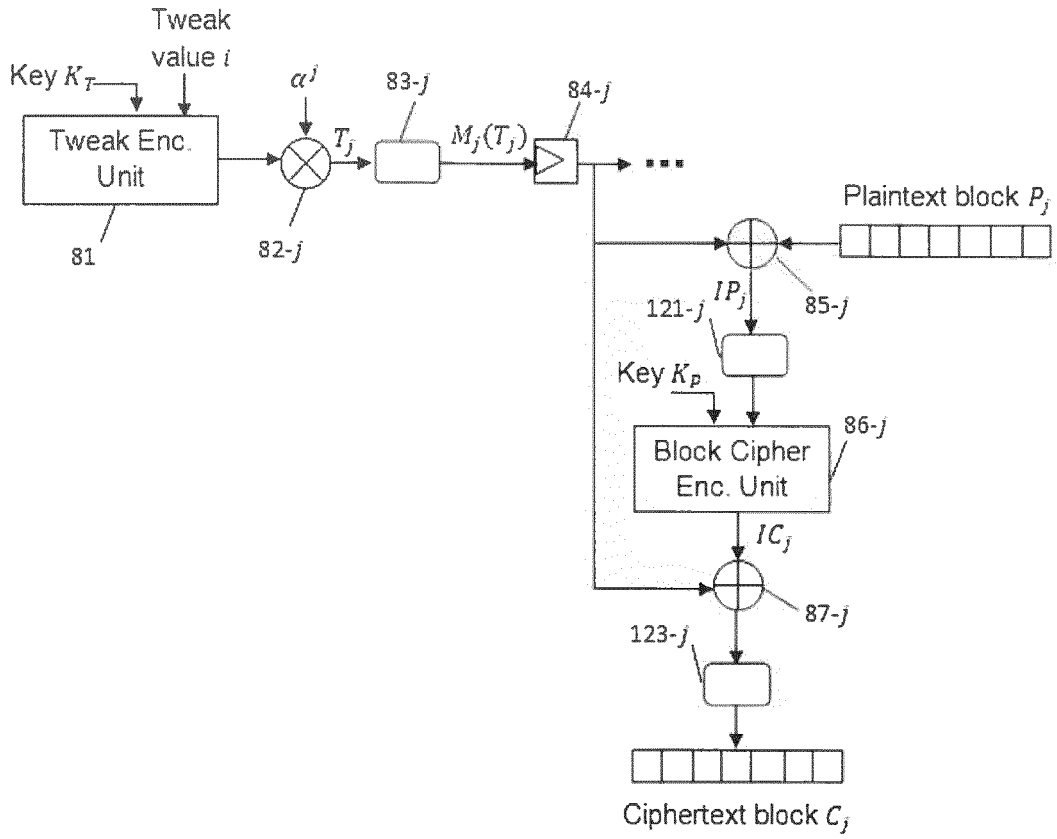 Tweak
value i
Key K_T
α^j
83-j
84-j
Tweak Enc.
Unit
T_j
M_j(T_j)
81
82-j
Plaintext block P_j
IP_j
85-j
121-j
Key K_P
86-j
Block Cipher
Enc. Unit
IC_j
87-j
123-j
Ciphertext block C_j